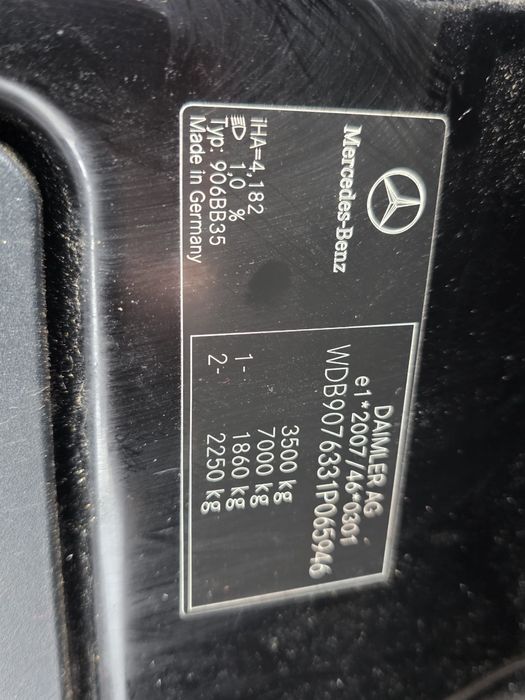 Mercedes-Benz
iHA=4,182
1,0 %
Typ: 906BB35
Made in Germany
DAIMLER AG
e1*2007/46*0301
WDB9076331P065946
3500 kg
7000 kg
1- 1860 kg
2- 2250 kg